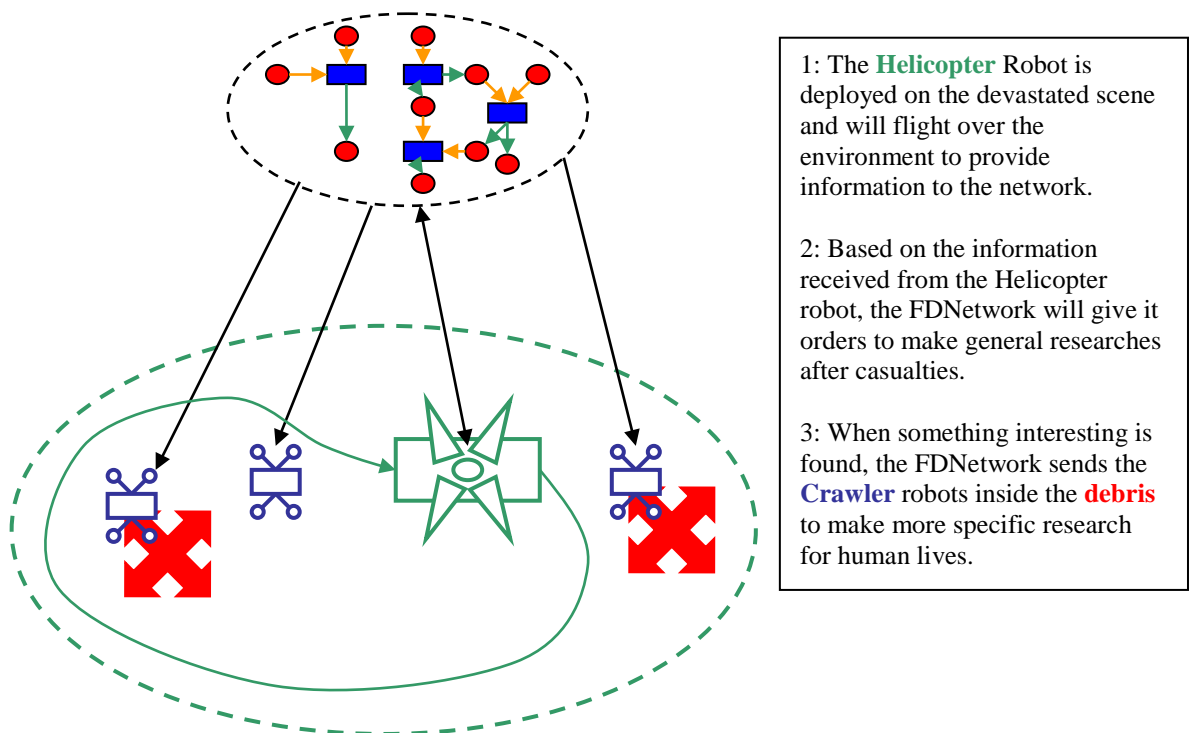 1: The Helicopter Robot is
deployed on the devastated scene
and will flight over the
environment to provide
information to the network.
2: Based on the information
received from the Helicopter
robot, the FDNetwork will give it
orders to make general researches
after casualties.
3: When something interesting is
found, the FDNetwork sends the
Crawler robots inside the debris
to make more specific research
for human lives.